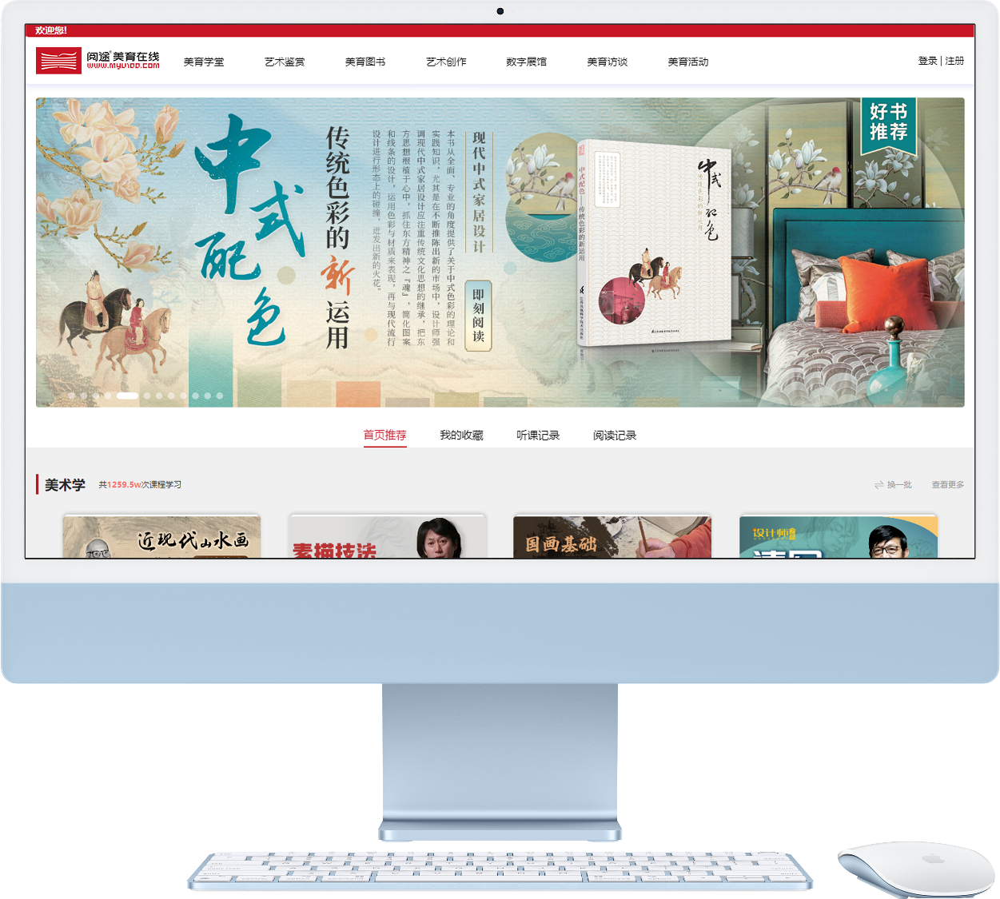 欢迎您!
阅途®美育在线
www.myviDD.com
美育学堂
艺术鉴赏
美育图书
艺术创作
数字展馆
美育访谈
美育活动
登录 | 注册
中式配色
传统色彩的新运用
现代中式家居设计
本书从全面、专业的角度提供了关于中式色彩的理论和
实践知识，尤其是在不断推陈出新的市场中，设计师强
调现代中式家居设计应注重传统文化思想的继承，把东
方思想根植于心中，抓住东方精神之『魂』，简化图案
和线条的设计，运用色彩与材质来表现，再与现代流行
设计进行形态上的碰撞，迸发出新的火花。
即刻阅读
中式配色——传统色彩的新运用
中式配色
传统色彩的新运用
好书
推荐
首页推荐
我的收藏
听课记录
阅读记录
美术学
共1259.5w次课程学习
换一批
查看更多
近现代山水画
素描技法
国画基础
设计师